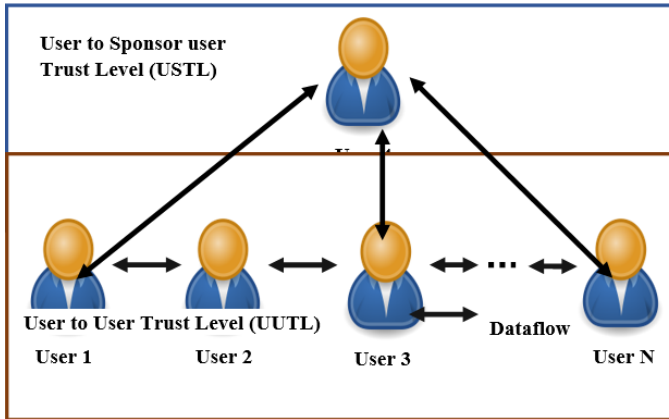 User to Sponsor user
Trust Level (USTL)
...
User to User Trust Level (UUTL)
Dataflow
User 1
User 2
User 3
User N